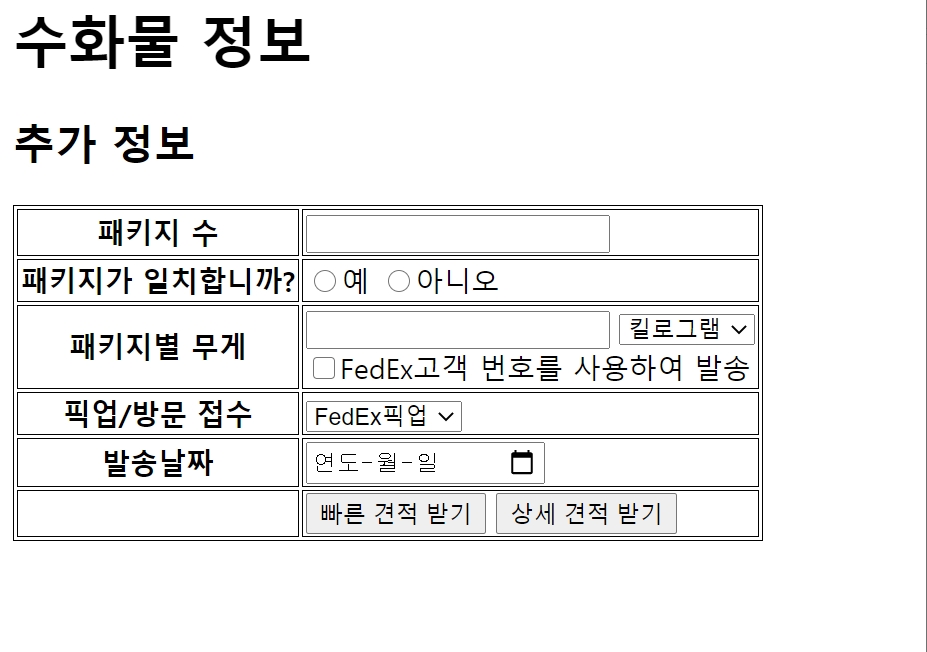 수화물 정보
추가 정보
패키지 수
패키지가 일치합니까? 예 아니오
패키지별 무게 킬로그램
FedEx고객 번호를 사용하여 발송
픽업/방문 접수 FedEx픽업
발송날짜 연도-월-일
빠른 견적 받기 상세 견적 받기